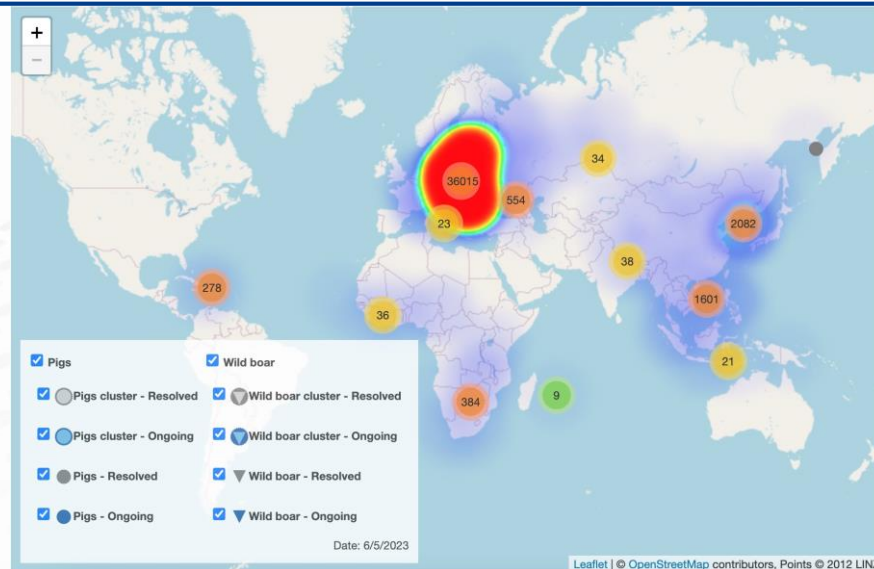 +
−
34
36015
554
23
2082
38
278
1601
36
21
384
9
Pigs
Wild boar
Pigs cluster - Resolved
Wild boar cluster - Resolved
Pigs cluster - Ongoing
Wild boar cluster - Ongoing
Pigs - Resolved
Wild boar - Resolved
Pigs - Ongoing
Wild boar - Ongoing
Date: 6/5/2023
Leaflet | © OpenStreetMap contributors, Points © 2012 LINZ